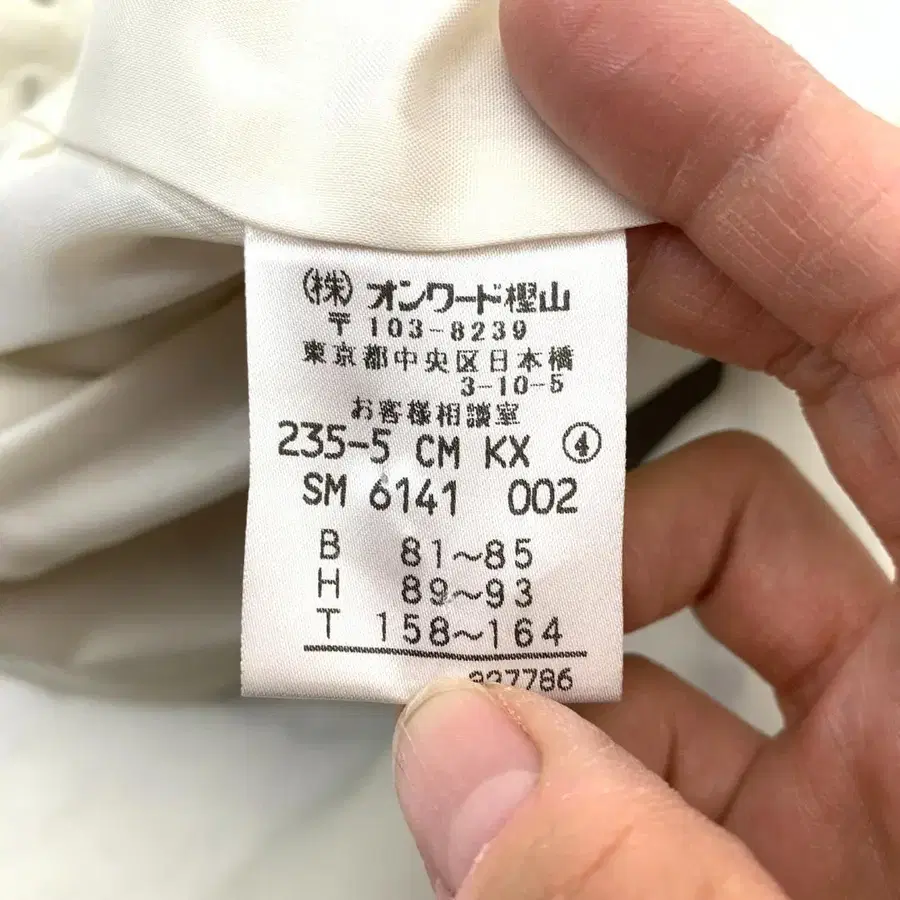 (株)オンワード樫山
〒103-8239
東京都中央区日本橋
3-10-5
お客様相談室
235-5 CM KX ④
SM 6141 002
B 81~85
H 89~93
T 158~164